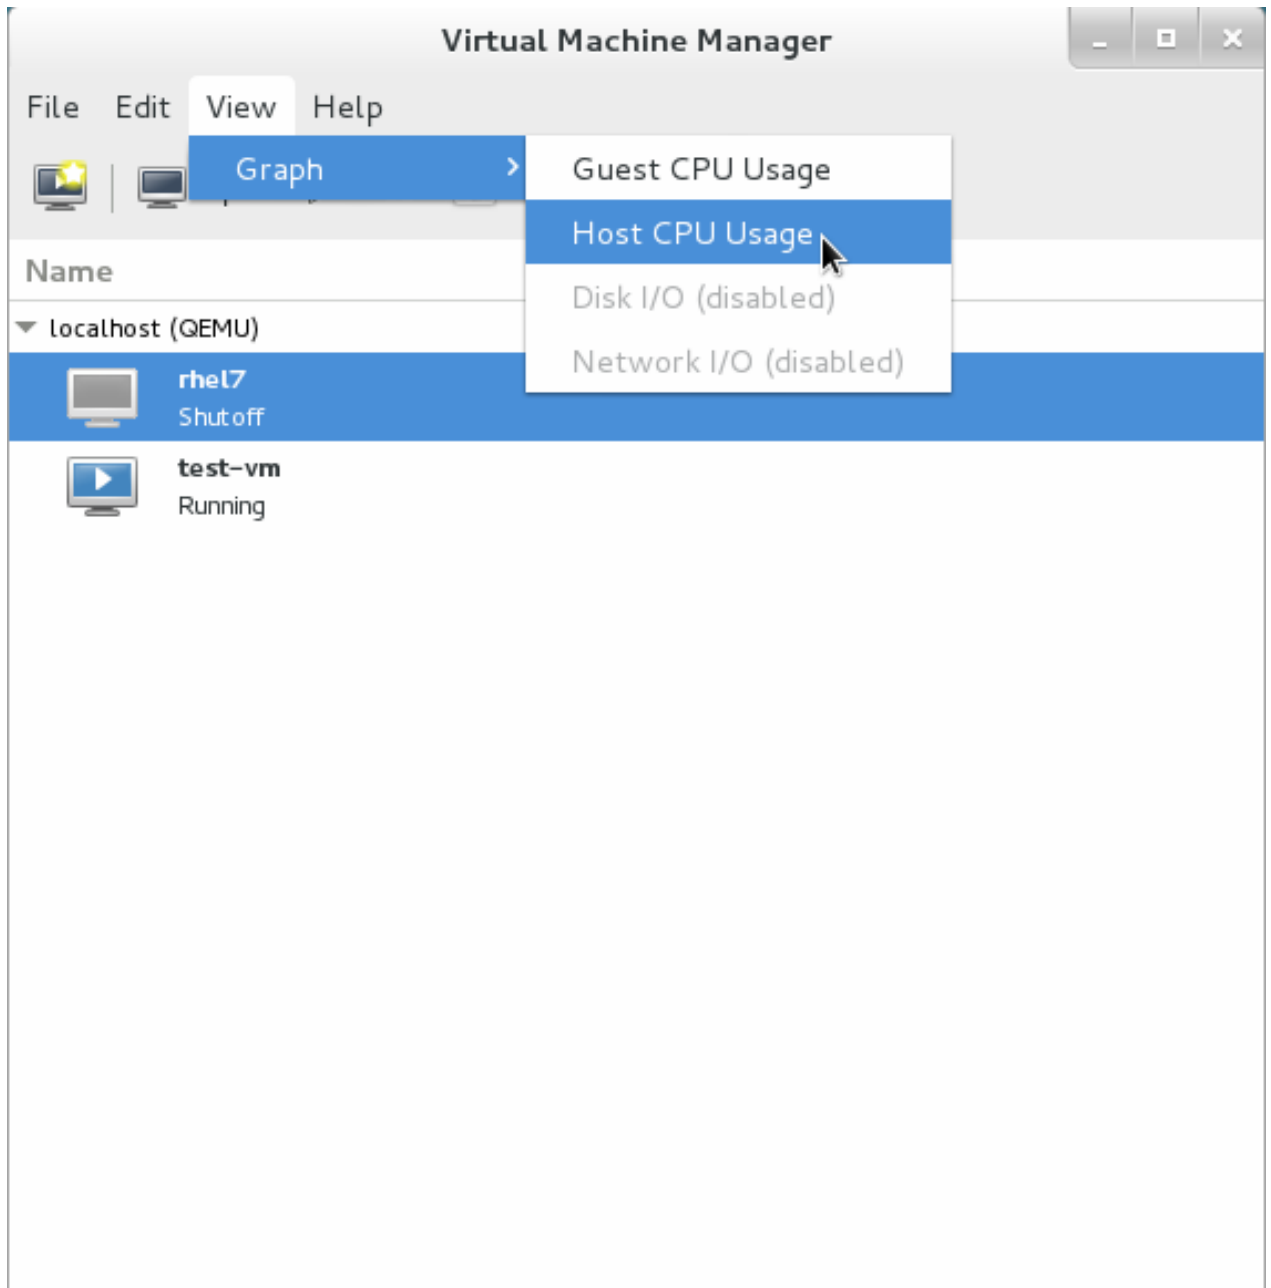 Virtual Machine Manager
File Edit View Help
Graph
Guest CPU Usage
Host CPU Usage
Disk I/O (disabled)
Network I/O (disabled)
Name
localhost (QEMU)
rhel7
Shutoff
test-vm
Running